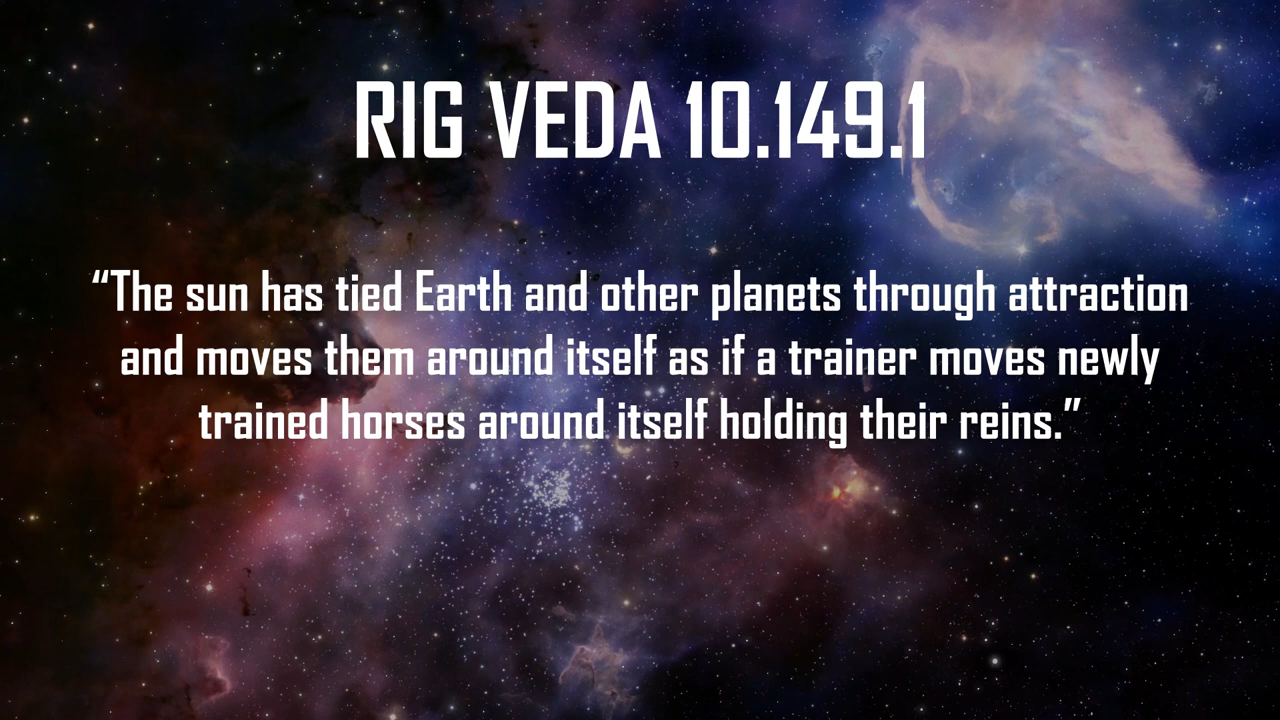 RIG VEDA 10.149.1
“The sun has tied Earth and other planets through attraction
and moves them around itself as if a trainer moves newly
trained horses around itself holding their reins.”